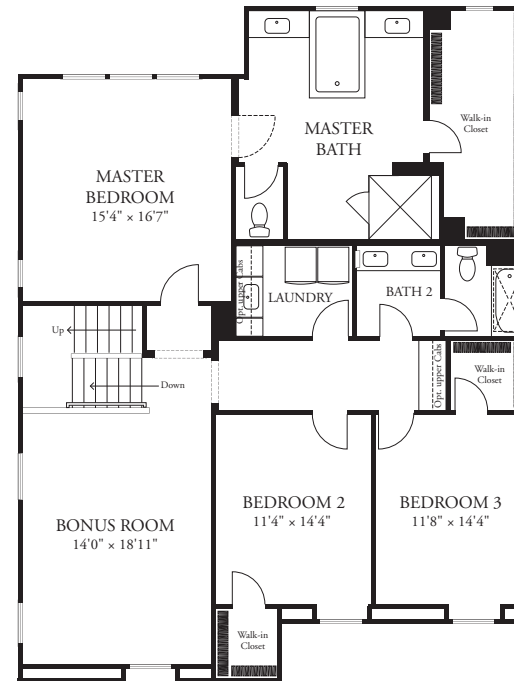 Walk-in
Closet
MASTER
BATH
MASTER
BEDROOM
15'4" × 16'7"
Opt. upper Cabs
LAUNDRY
BATH 2
Up
Down
Opt. upper Cabs
Walk-in
Closet
BEDROOM 2
11'4" × 14'4"
BEDROOM 3
11'8" × 14'4"
BONUS ROOM
14'0" × 18'11"
Walk-in
Closet